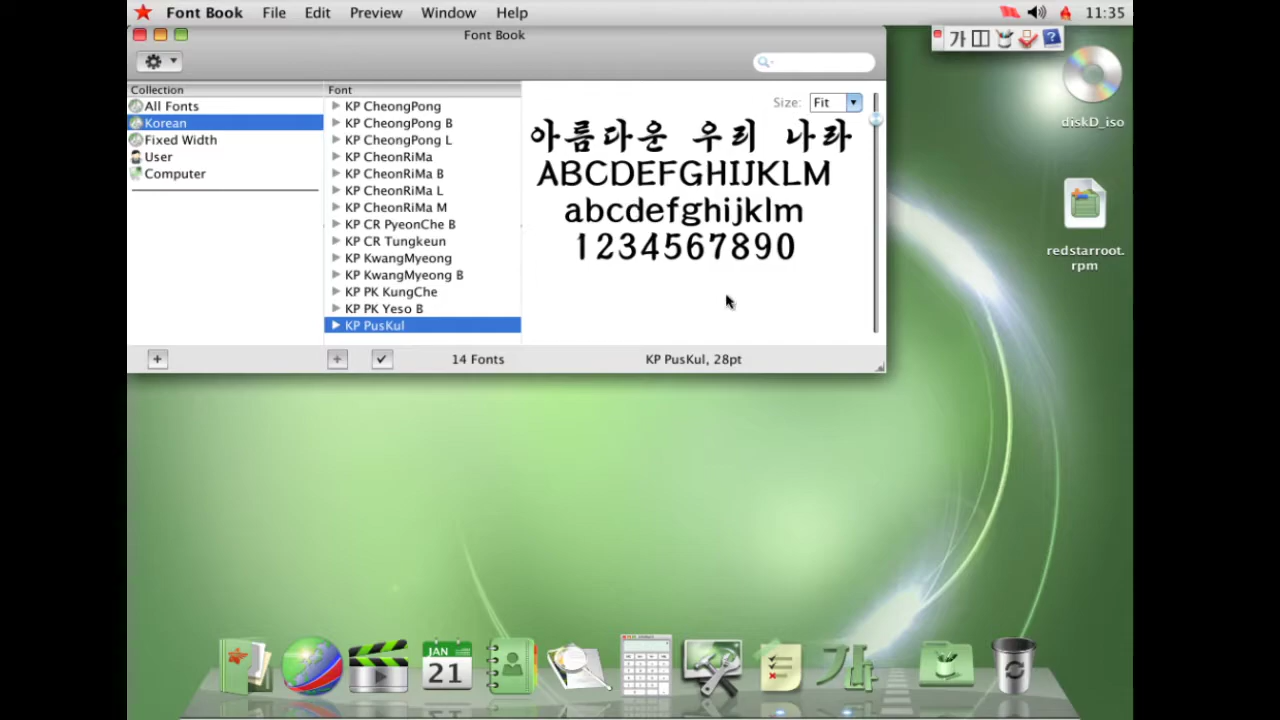 Font Book File Edit Preview Window Help 11:35
Font Book
Collection
All Fonts
Korean
Fixed Width
User
Computer
Font
KP CheongPong
KP CheongPong B
KP CheongPong L
KP CheonRiMa
KP CheonRiMa B
KP CheonRiMa L
KP CheonRiMa M
KP CR PyeonChe B
KP CR Tungkeun
KP KwangMyeong
KP KwangMyeong B
KP PK KungChe
KP PK Yeso B
KP PusKul
Size: Fit
아름다운 우리 나라
ABCDEFGHIJKLM
abcdefghijklm
1234567890
14 Fonts
KP PusKul, 28pt
가
diskD_iso
redstarroot.
rpm
JAN
21
가